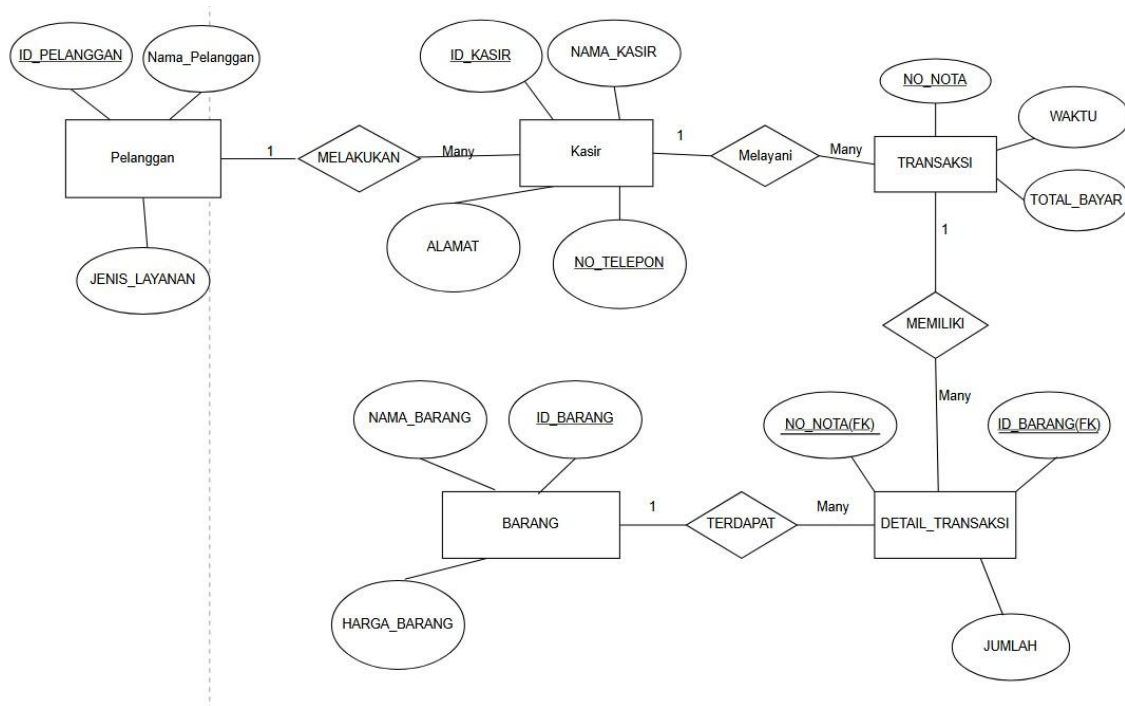 ID_PELANGGAN
Nama_Pelanggan
ID_KASIR
NAMA_KASIR
NO_NOTA
WAKTU
Pelanggan
1
MELAKUKAN
Many
Kasir
1
Melayani
Many
TRANSAKSI
TOTAL_BAYAR
ALAMAT
NO_TELEPON
JENIS_LAYANAN
1
MEMILIKI
Many
NAMA_BARANG
ID_BARANG
NO_NOTA(FK)
ID_BARANG(FK)
BARANG
1
TERDAPAT
Many
DETAIL_TRANSAKSI
HARGA_BARANG
JUMLAH